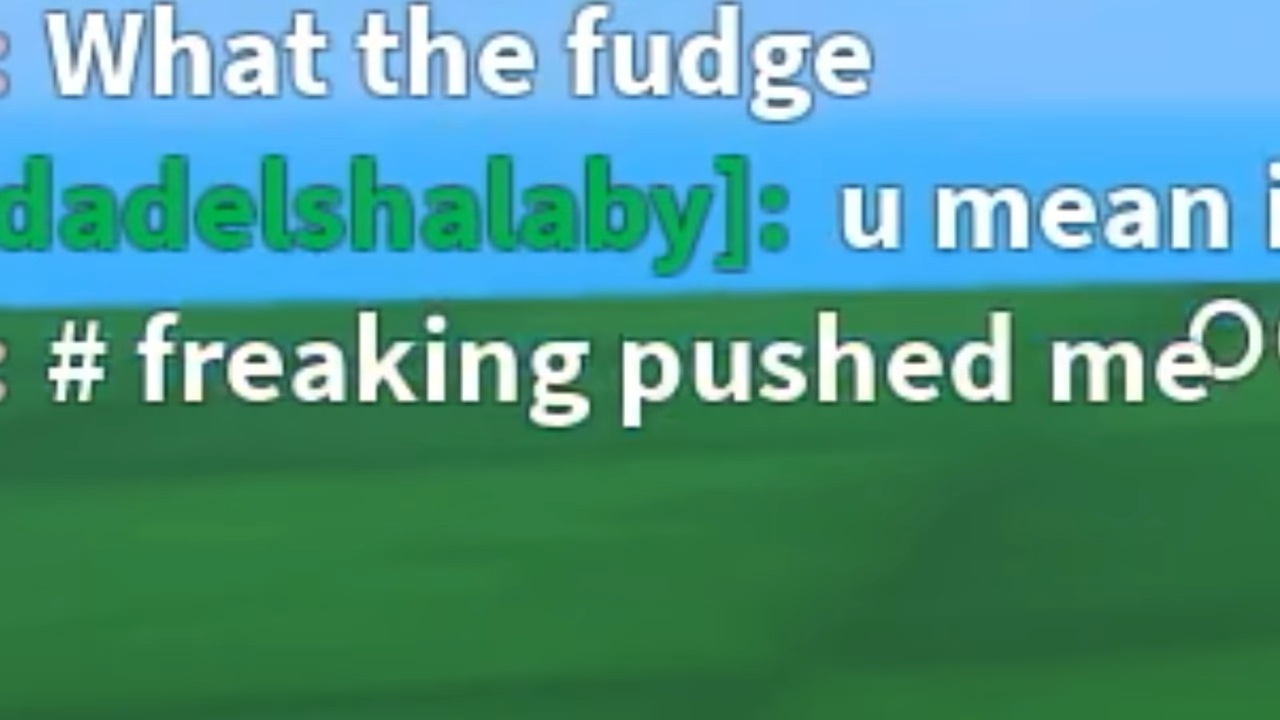 : What the fudge
dadelshalaby]: u mean i
: # freaking pushed me